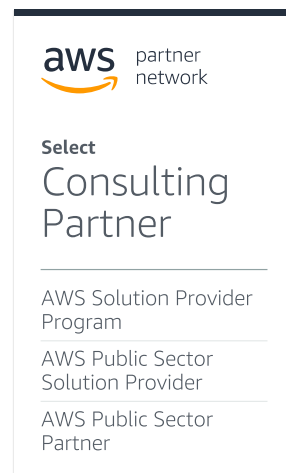 aws partner
network
Select
Consulting
Partner
AWS Solution Provider
Program
AWS Public Sector
Solution Provider
AWS Public Sector
Partner